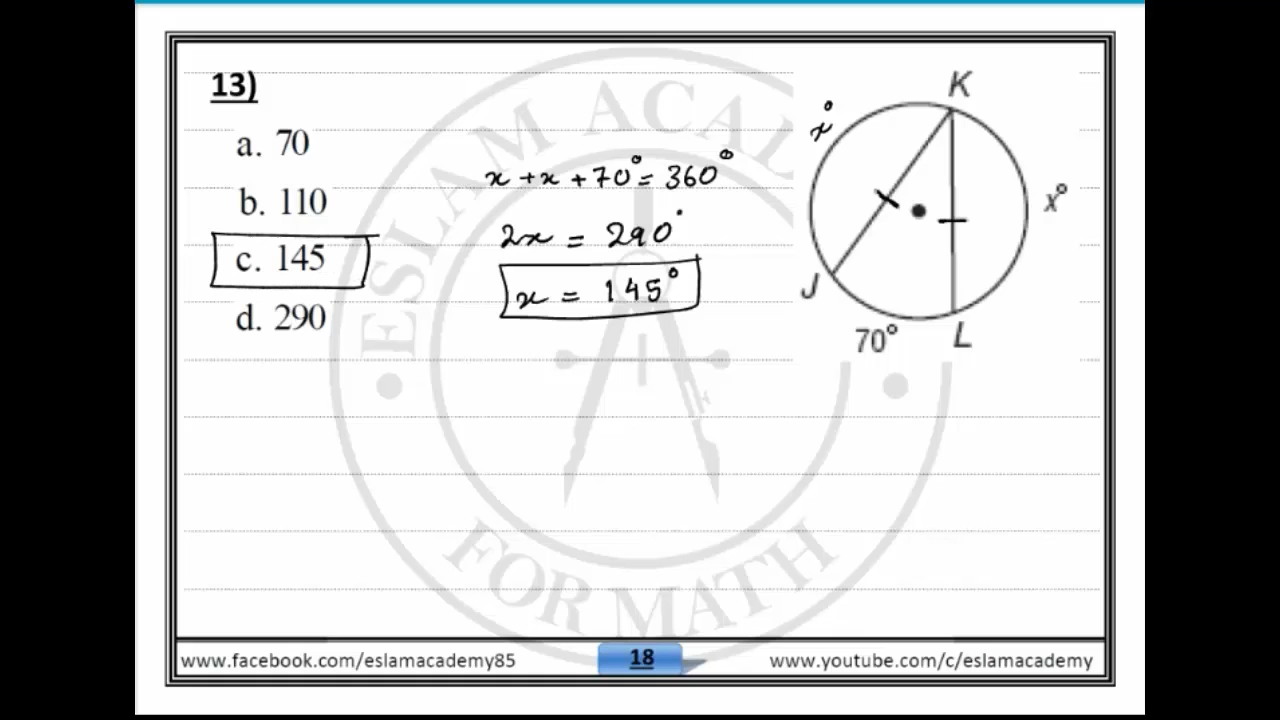 13)
a. 70
b. 110
c. 145
d. 290
x + x + 70° = 360°
2x = 290°
x = 145°
K
x°
x°
J
70°
L
ESLAM ACAD
FOR MATH
www.facebook.com/eslamacademy85
18
www.youtube.com/c/eslamacademy